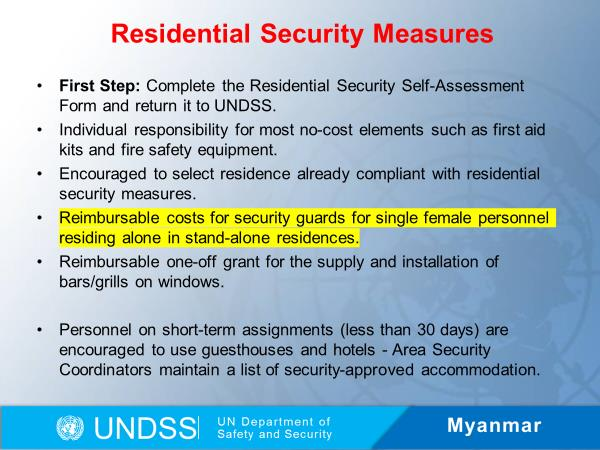 Residential Security Measures
• First Step: Complete the Residential Security Self-Assessment
Form and return it to UNDSS.
• Individual responsibility for most no-cost elements such as first aid
kits and fire safety equipment.
• Encouraged to select residence already compliant with residential
security measures.
• Reimbursable costs for security guards for single female personnel
residing alone in stand-alone residences.
• Reimbursable one-off grant for the supply and installation of
bars/grills on windows.
• Personnel on short-term assignments (less than 30 days) are
encouraged to use guesthouses and hotels - Area Security
Coordinators maintain a list of security-approved accommodation.
UNDSS
UN Department of
Safety and Security
Myanmar